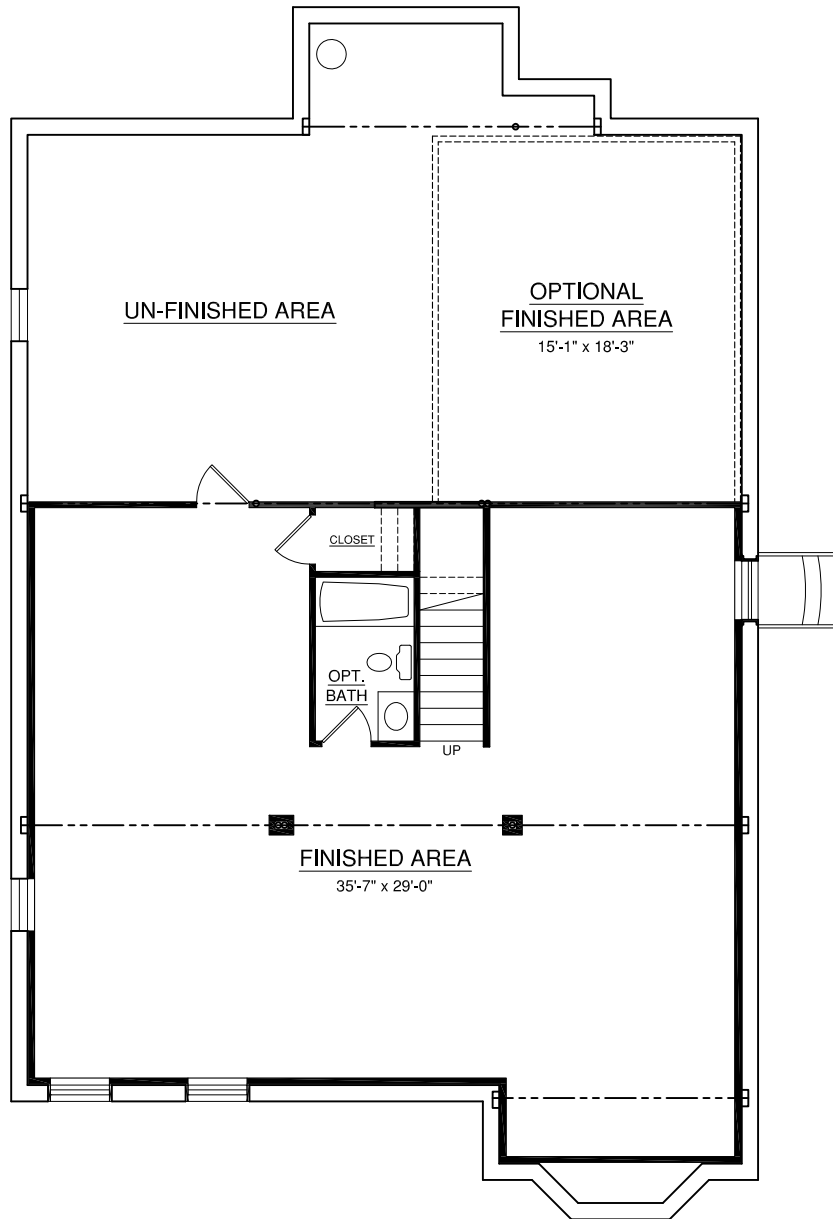 UN-FINISHED AREA
OPTIONAL
FINISHED AREA
15'-1" x 18'-3"
CLOSET
OPT.
BATH
UP
FINISHED AREA
35'-7" x 29'-0"